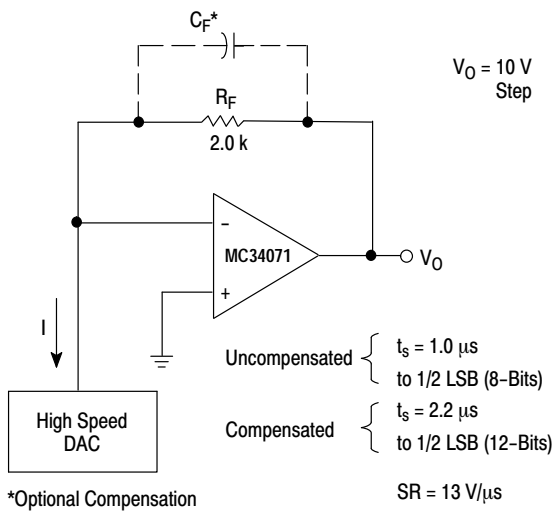 C_F*
V_O = 10 V
Step
R_F
2.0 k
−
MC34071
+
V_O
I
Uncompensated
t_s = 1.0 μs
to 1/2 LSB (8−Bits)
High Speed
DAC
Compensated
t_s = 2.2 μs
to 1/2 LSB (12−Bits)
*Optional Compensation
SR = 13 V/μs